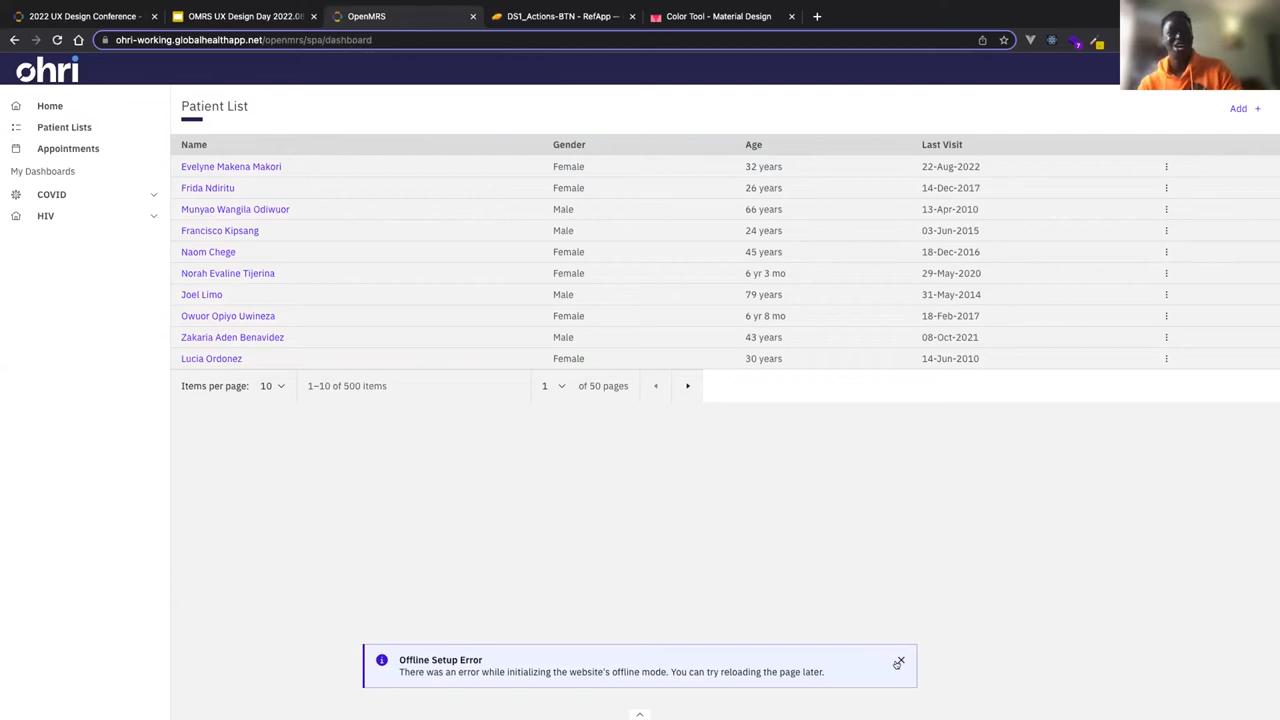 2022 UX Design Conference -
OMRS UX Design Day 2022.08
OpenMRS
DS1_Actions-BTN - RefApp
Color Tool - Material Design
ohri-working.globalhealthapp.net/openmrs/spa/dashboard
ohri
Home
Patient Lists
Appointments
My Dashboards
COVID
HIV
Patient List
Add +
Name Gender Age Last Visit
Evelyne Makena Makori Female 32 years 22-Aug-2022
Frida Ndiritu Female 26 years 14-Dec-2017
Munyao Wangila Odiwuor Male 66 years 13-Apr-2010
Francisco Kipsang Male 24 years 03-Jun-2015
Naom Chege Female 45 years 18-Dec-2016
Norah Evaline Tijerina Female 6 yr 3 mo 29-May-2020
Joel Limo Male 79 years 31-May-2014
Owuor Opiyo Uwineza Female 6 yr 8 mo 18-Feb-2017
Zakaria Aden Benavidez Male 43 years 08-Oct-2021
Lucia Ordonez Female 30 years 14-Jun-2010
Items per page: 10 1–10 of 500 items 1 of 50 pages
Offline Setup Error
There was an error while initializing the website's offline mode. You can try reloading the page later.